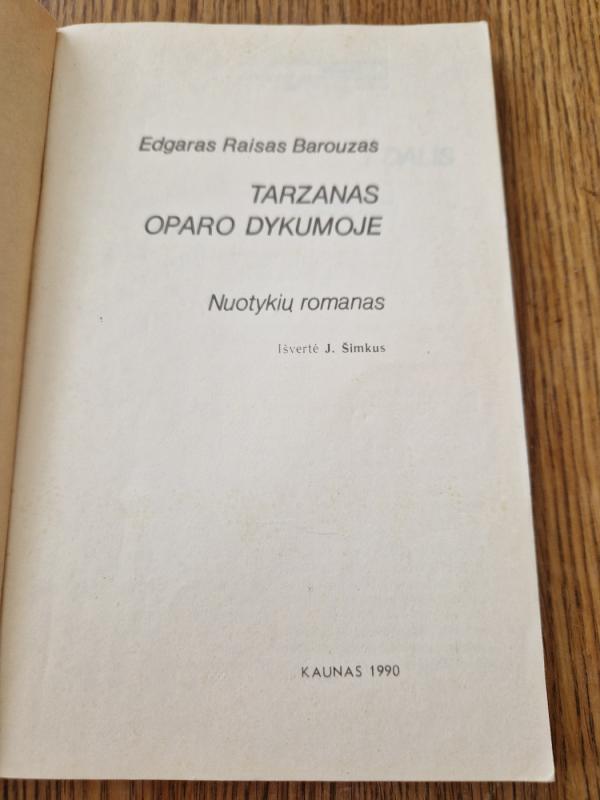 Edgaras Raisas Barouzas
TARZANAS
OPARO DYKUMOJE
Nuotykių romanas
Išvertė J. Šimkus
KAUNAS 1990